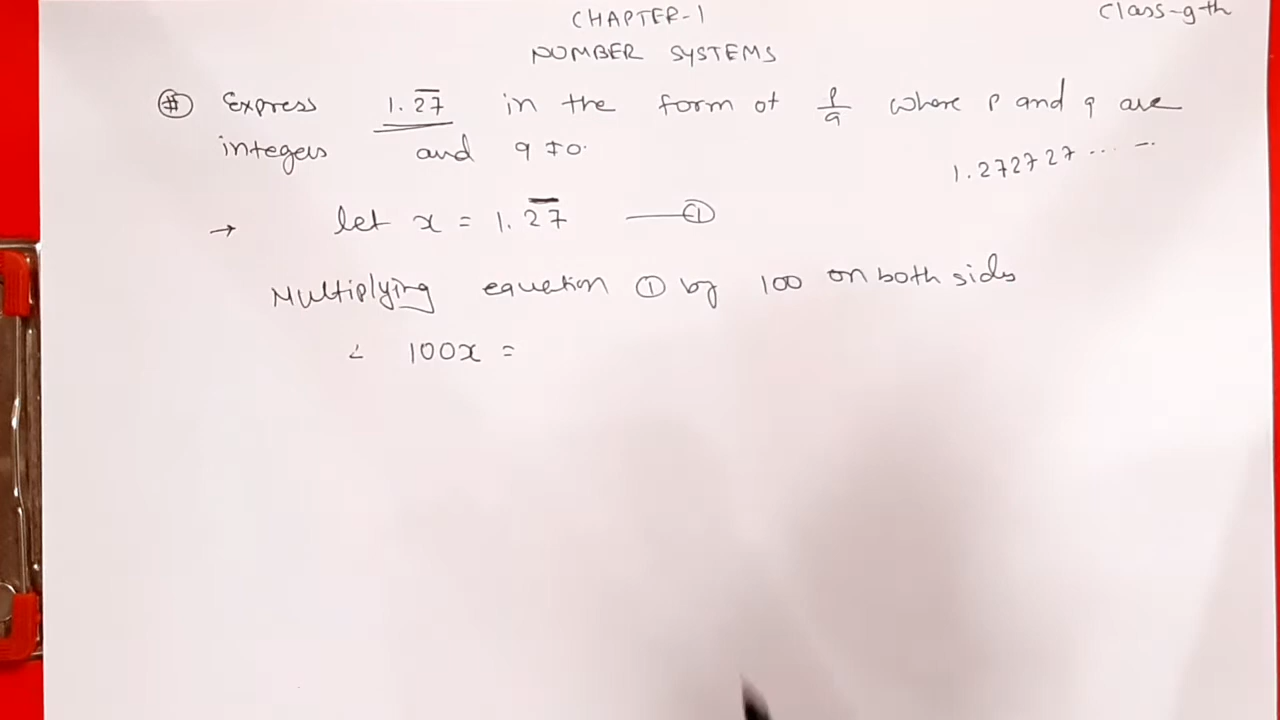 CHAPTER-1
Class-9th
NUMBER SYSTEMS
# Express 1.2̅7̅ in the form of p/q where p and q are
integers and q ≠ 0.
1.272727... ...
→ let x = 1.2̅7̅ —①
Multiplying equation ① by 100 on both sides
∠ 100x =